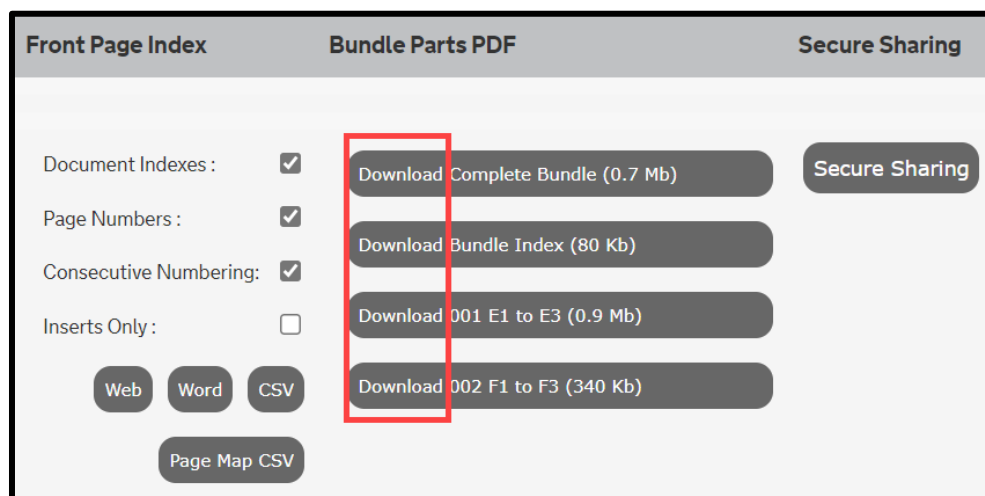 Front Page Index
Bundle Parts PDF
Secure Sharing
Document Indexes :
Page Numbers :
Consecutive Numbering:
Inserts Only :
Web
Word
CSV
Page Map CSV
Download Complete Bundle (0.7 Mb)
Download Bundle Index (80 Kb)
Download 001 E1 to E3 (0.9 Mb)
Download 002 F1 to F3 (340 Kb)
Secure Sharing